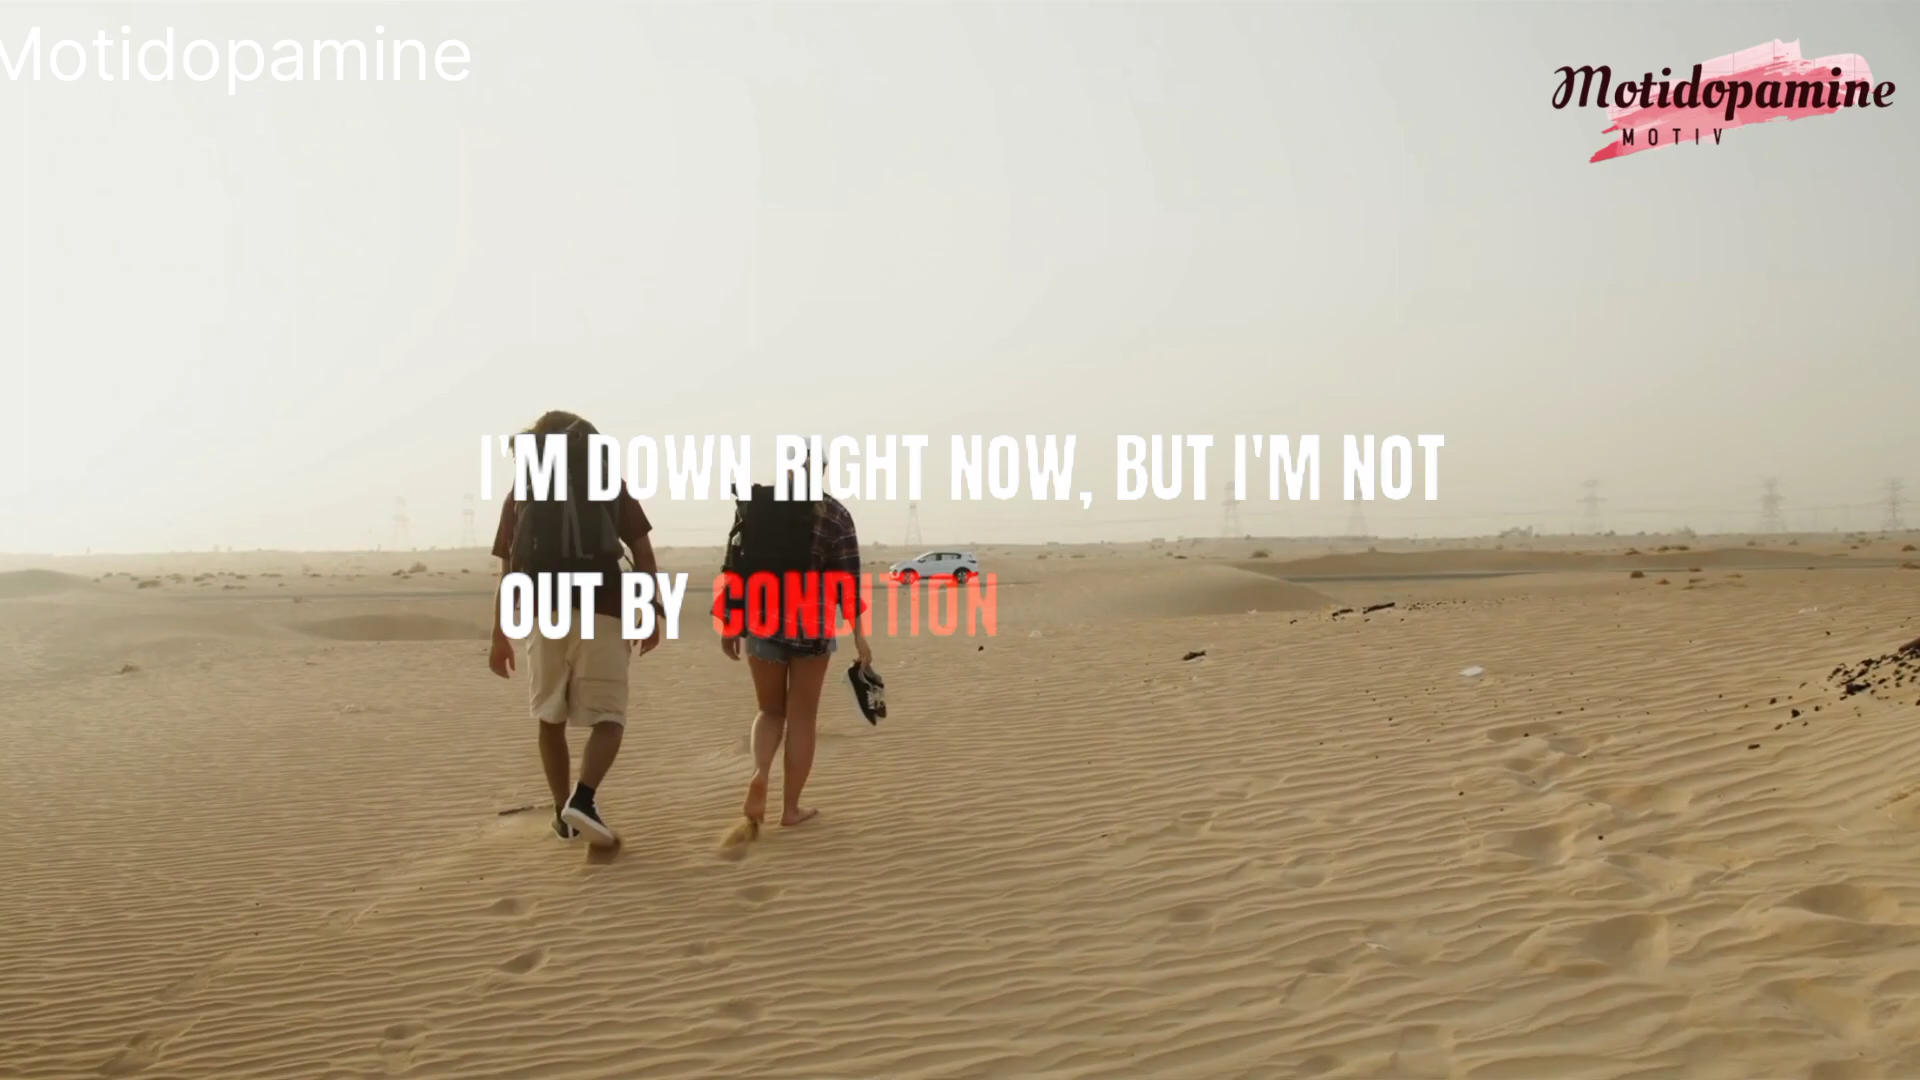 Motidopamine
Motidopamine
MOTIV
I'M DOWN RIGHT NOW, BUT I'M NOT
OUT BY CONDITION